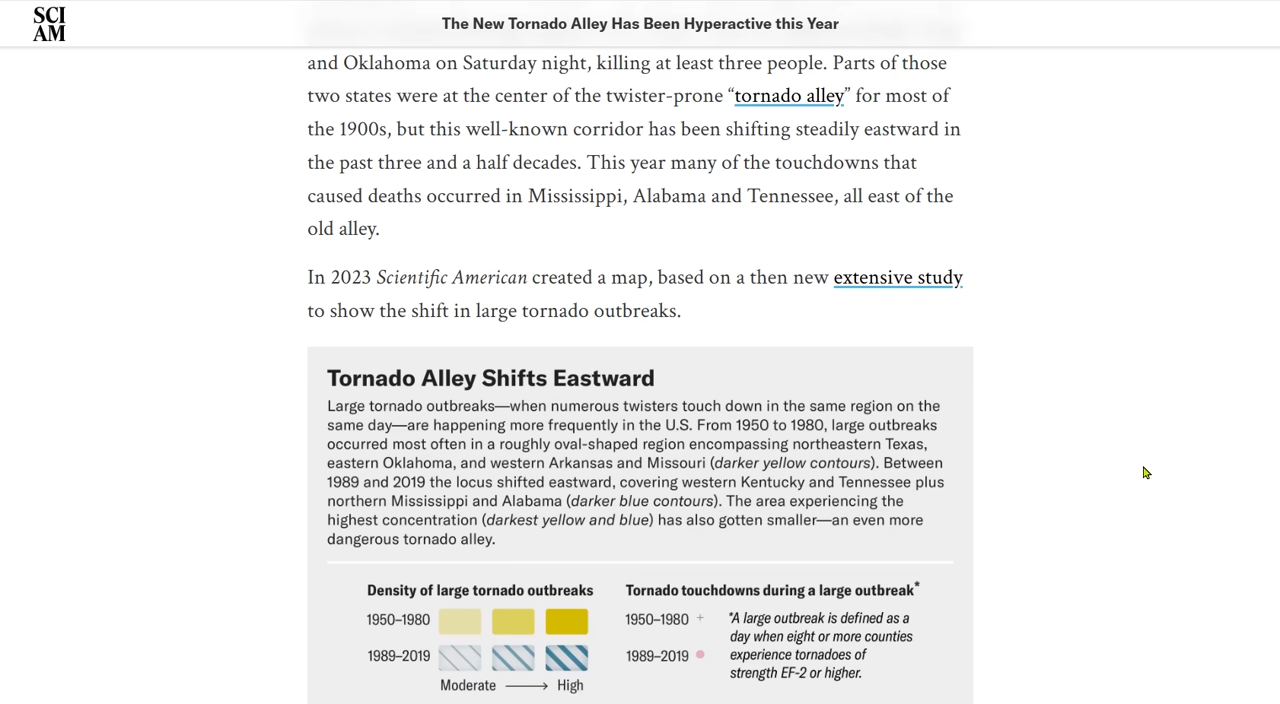 SCI
AM
The New Tornado Alley Has Been Hyperactive this Year
and Oklahoma on Saturday night, killing at least three people. Parts of those
two states were at the center of the twister-prone “tornado alley” for most of
the 1900s, but this well-known corridor has been shifting steadily eastward in
the past three and a half decades. This year many of the touchdowns that
caused deaths occurred in Mississippi, Alabama and Tennessee, all east of the
old alley.
In 2023 Scientific American created a map, based on a then new extensive study
to show the shift in large tornado outbreaks.
Tornado Alley Shifts Eastward
Large tornado outbreaks—when numerous twisters touch down in the same region on the
same day—are happening more frequently in the U.S. From 1950 to 1980, large outbreaks
occurred most often in a roughly oval-shaped region encompassing northeastern Texas,
eastern Oklahoma, and western Arkansas and Missouri (darker yellow contours). Between
1989 and 2019 the locus shifted eastward, covering western Kentucky and Tennessee plus
northern Mississippi and Alabama (darker blue contours). The area experiencing the
highest concentration (darkest yellow and blue) has also gotten smaller—an even more
dangerous tornado alley.
Density of large tornado outbreaks
1950–1980
1989–2019
Moderate
High
Tornado touchdowns during a large outbreak*
1950–1980
1989–2019
*A large outbreak is defined as a
day when eight or more counties
experience tornadoes of
strength EF-2 or higher.